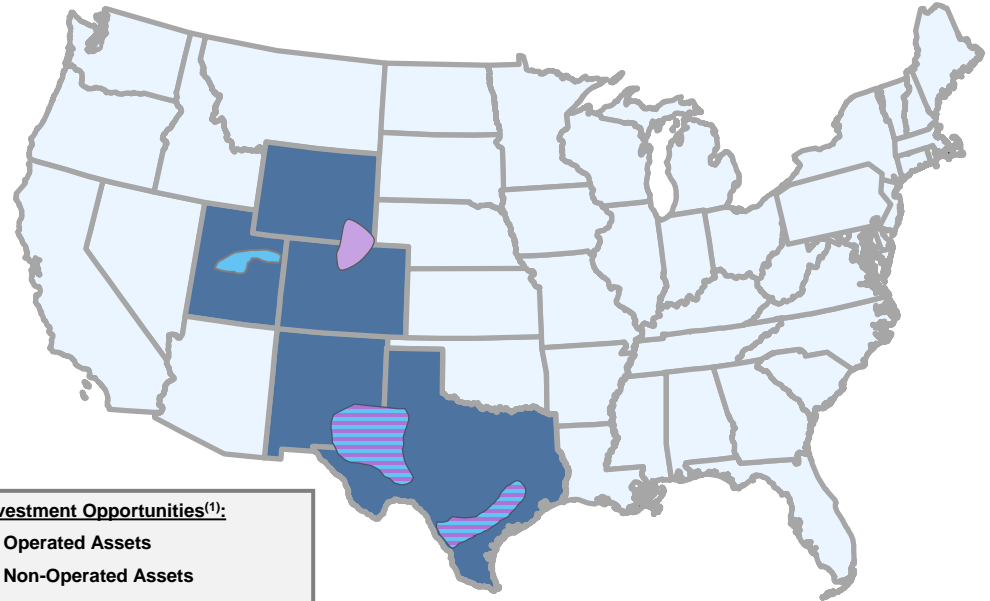 vestment Opportunities(1):
Operated Assets
Non-Operated Assets